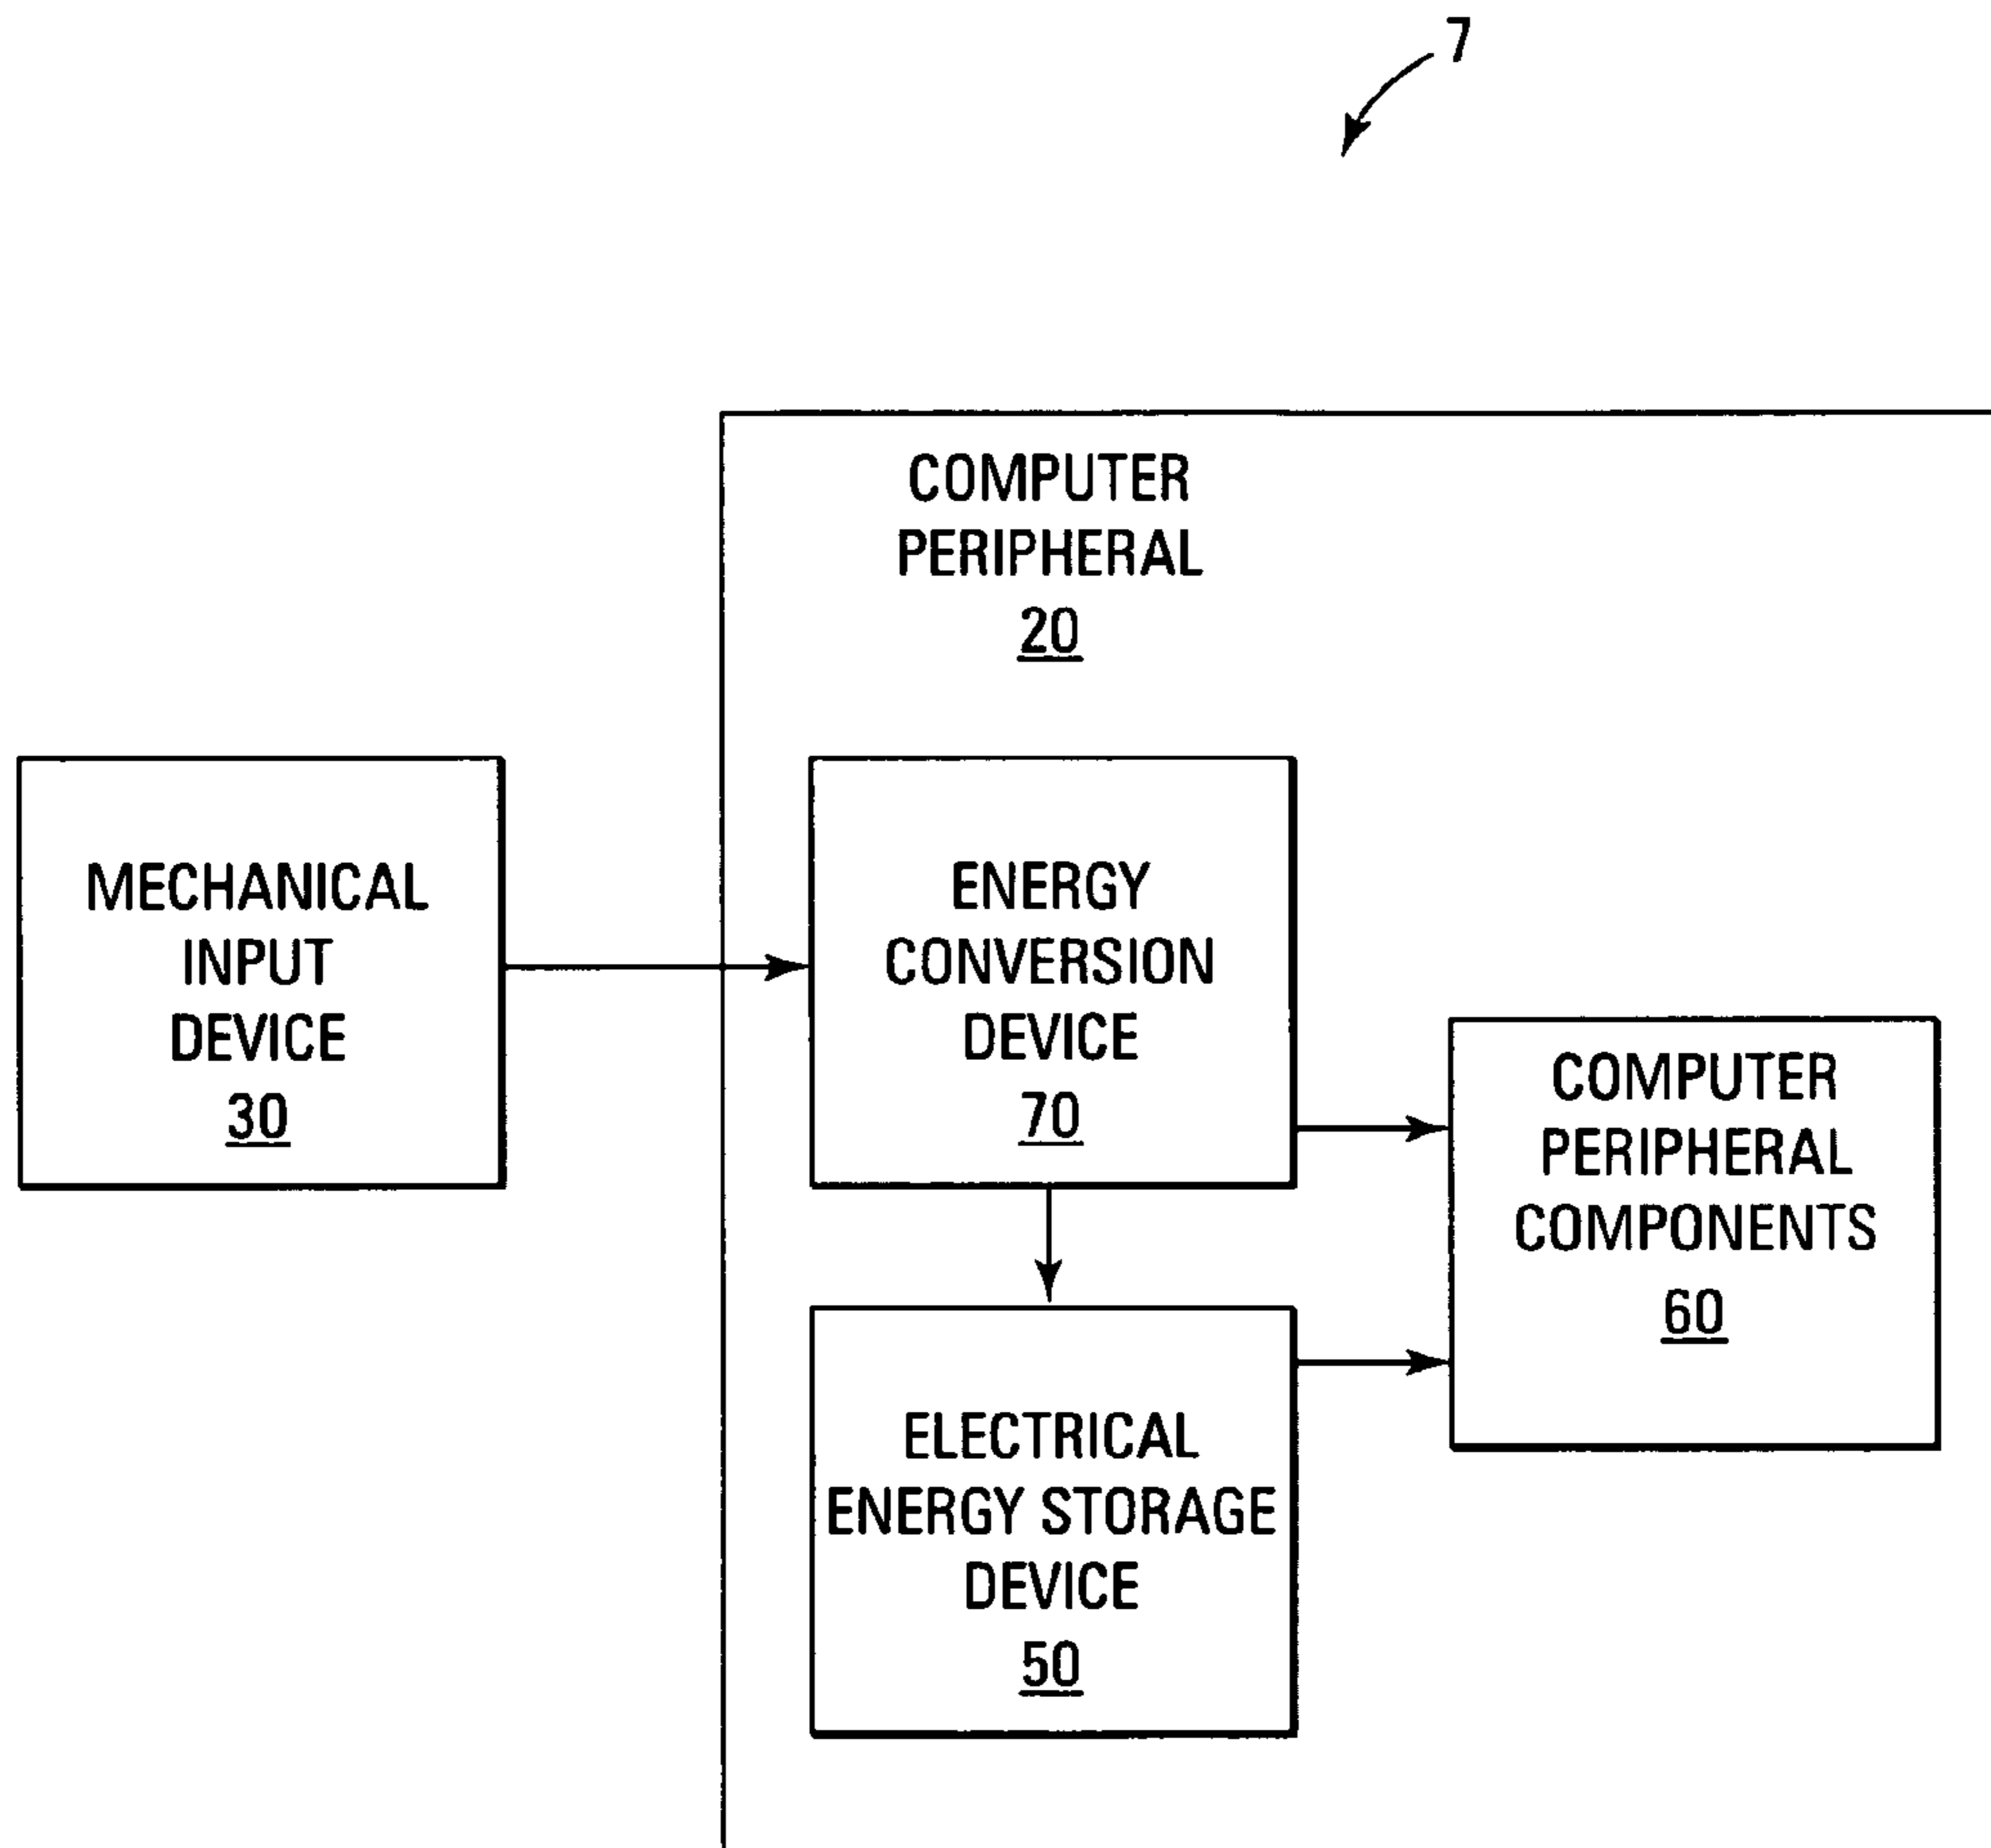 7
COMPUTER
PERIPHERAL
20
MECHANICAL
INPUT
DEVICE
30
ENERGY
CONVERSION
DEVICE
70
COMPUTER
PERIPHERAL
COMPONENTS
60
ELECTRICAL
ENERGY STORAGE
DEVICE
50